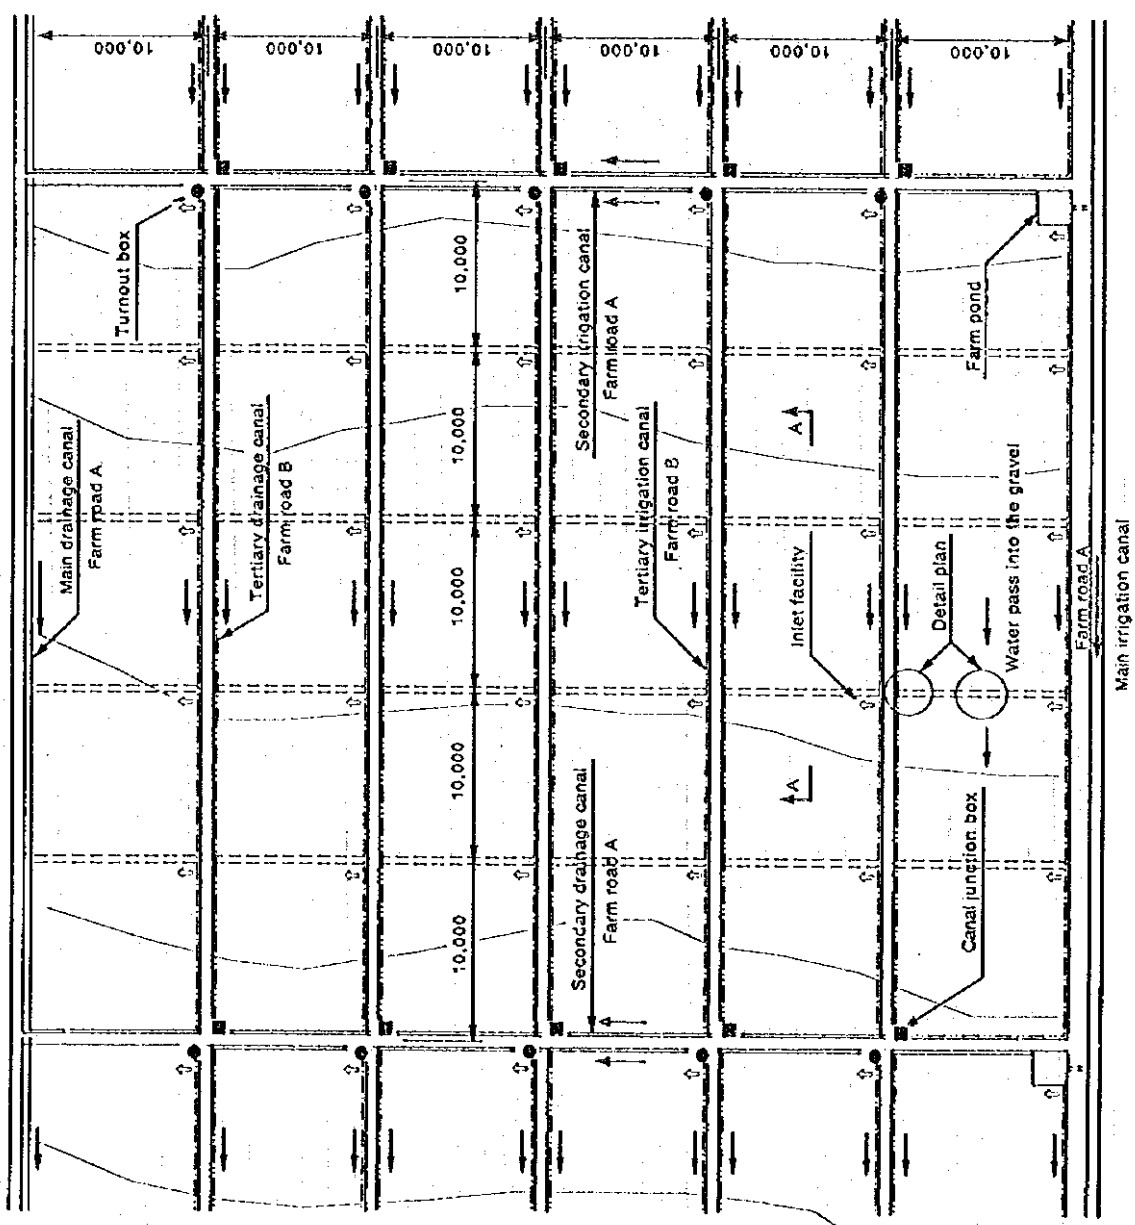 10,000
10,000
10,000
10,000
10,000
10,000
Turnout box
Main drainage canal
Farm road A
Tertiary drainage canal
Farm road B
10,000
10,000
10,000
10,000
10,000
Secondary irrigation canal
Farm road A
Secondary drainage canal
Farm road A
Tertiary irrigation canal
Farm road B
A
A
Inlet facility
Farm pond
Detail plan
Canal junction box
Water pass into the gravel
Farm road A
Main irrigation canal